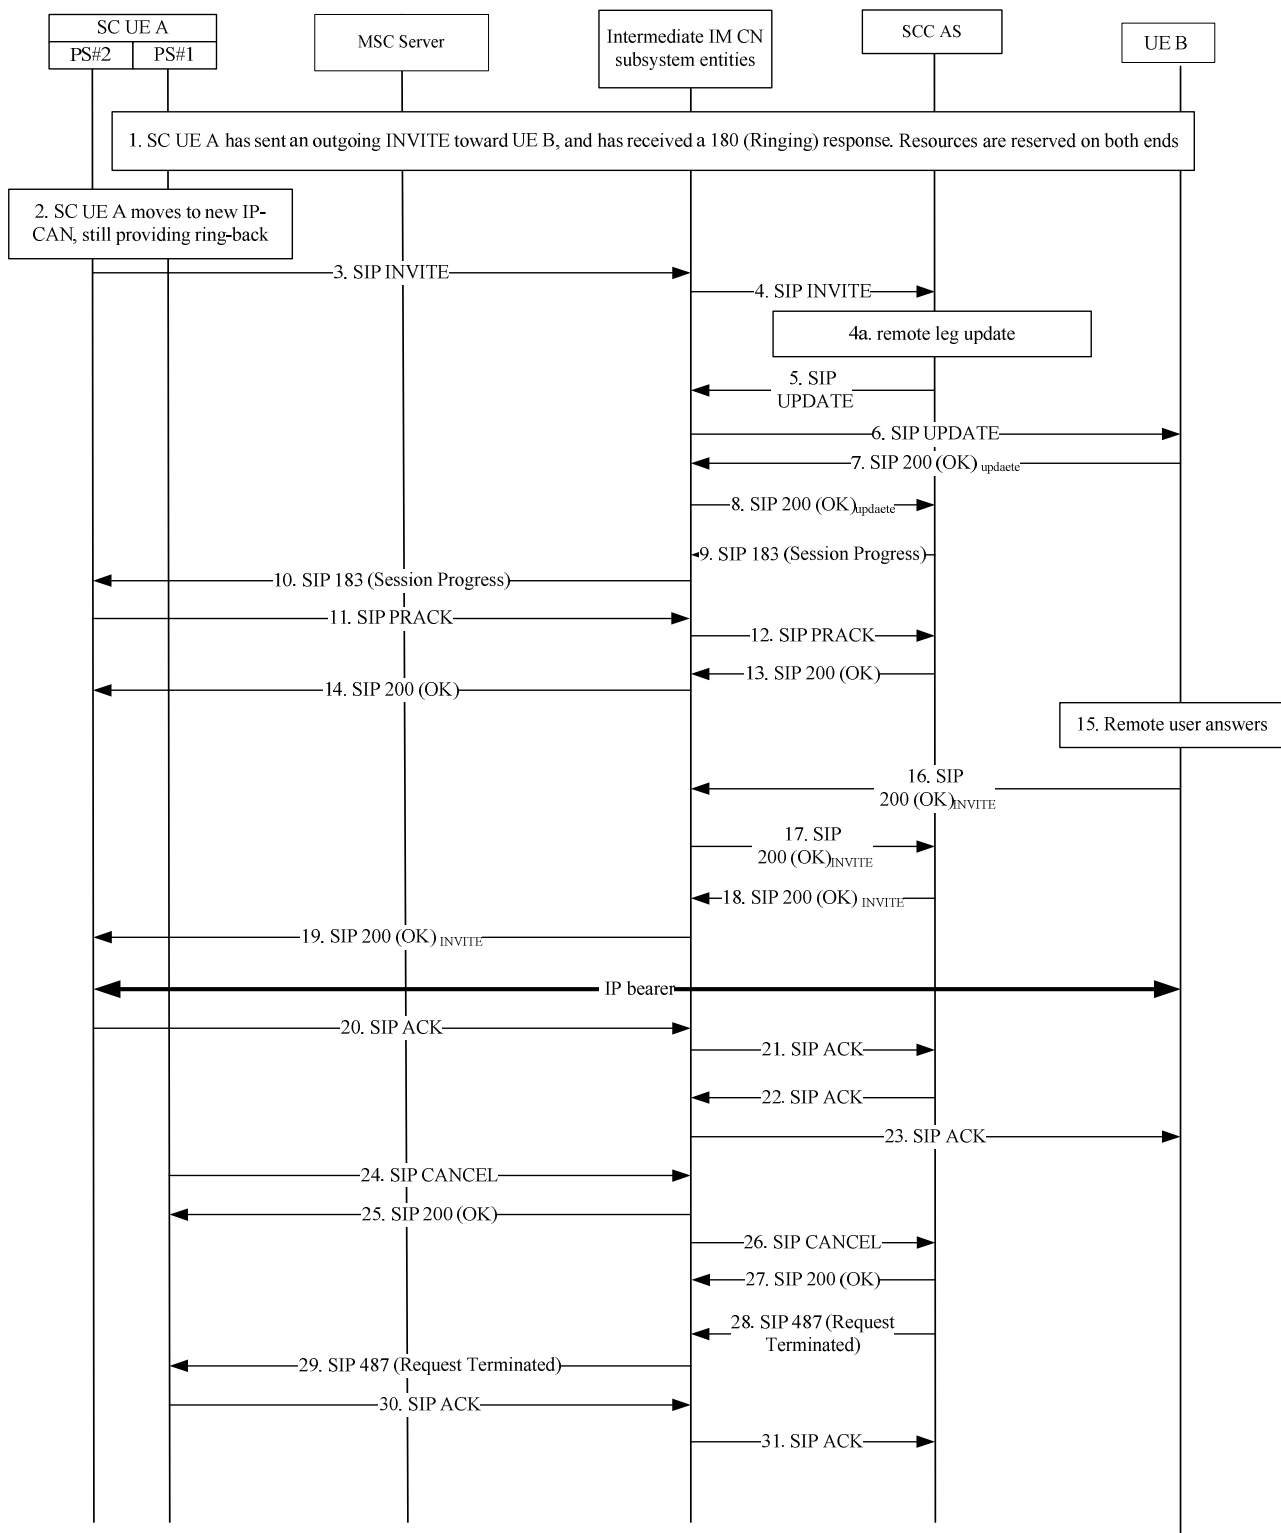 SC UE A
PS#2
PS#1
MSC Server
Intermediate IM CN
subsystem entities
SCC AS
UE B
1. SC UE A has sent an outgoing INVITE toward UE B, and has received a 180 (Ringing) response. Resources are reserved on both ends
2. SC UE A moves to new IP-
CAN, still providing ring-back
3. SIP INVITE
4. SIP INVITE
4a. remote leg update
5. SIP
UPDATE
6. SIP UPDATE
7. SIP 200 (OK) updaete
8. SIP 200 (OK)updaete
9. SIP 183 (Session Progress)
10. SIP 183 (Session Progress)
11. SIP PRACK
12. SIP PRACK
13. SIP 200 (OK)
14. SIP 200 (OK)
15. Remote user answers
16. SIP
200 (OK)INVITE
17. SIP
200 (OK)INVITE
18. SIP 200 (OK) INVITE
19. SIP 200 (OK) INVITE
IP bearer
20. SIP ACK
21. SIP ACK
22. SIP ACK
23. SIP ACK
24. SIP CANCEL
25. SIP 200 (OK)
26. SIP CANCEL
27. SIP 200 (OK)
28. SIP 487 (Request
Terminated)
29. SIP 487 (Request Terminated)
30. SIP ACK
31. SIP ACK